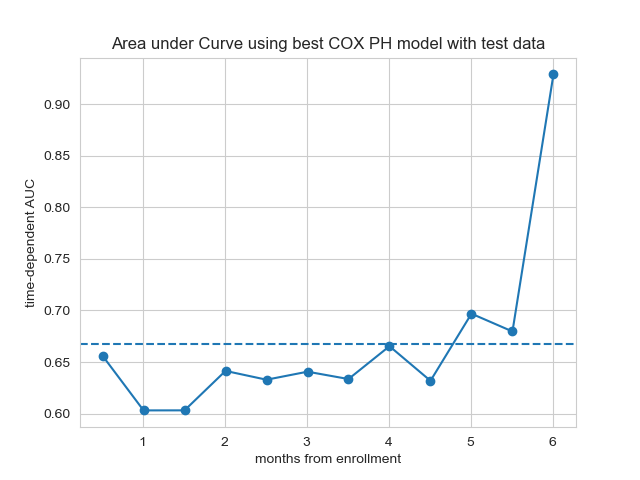 Area under Curve using best COX PH model with test data
time-dependent AUC
0.90
0.85
0.80
0.75
0.70
0.65
0.60
1 2 3 4 5 6
months from enrollment